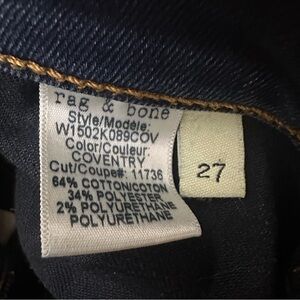 rag & bone
Style/Modele:
W1502K089COV
Color/Couleur:
COVENTRY
Cut/Coupe#: 11736
64% COTTON/COTON
34% POLYESTER
2% POLYURETHANE
POLYURETHANE
27